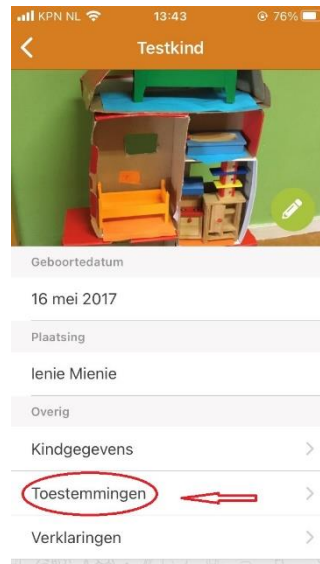 KPN NL 13:43 76%
Testkind
Geboortedatum
16 mei 2017
Plaatsing
Ienie Mienie
Overig
Kindgegevens
Toestemmingen
Verklaringen